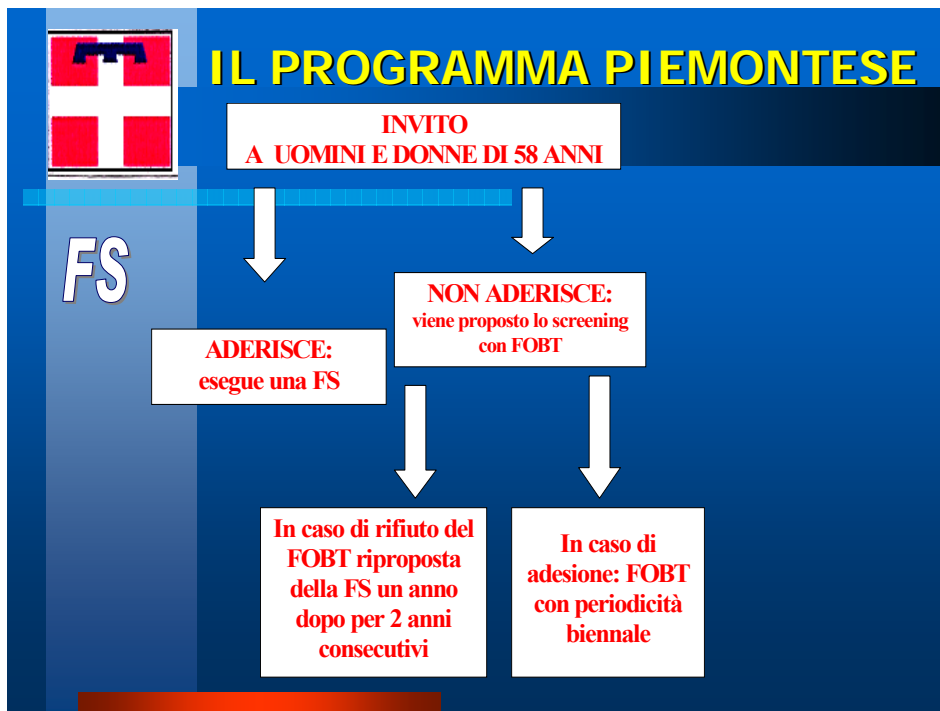 IL PROGRAMMA PIEMONTESE
INVITO
A UOMINI E DONNE DI 58 ANNI
FS
NON ADERISCE:
viene proposto lo screening
con FOBT
ADERISCE:
esegue una FS
In caso di rifiuto del
FOBT riproposta
della FS un anno
dopo per 2 anni
consecutivi
In caso di
adesione: FOBT
con periodicità
biennale